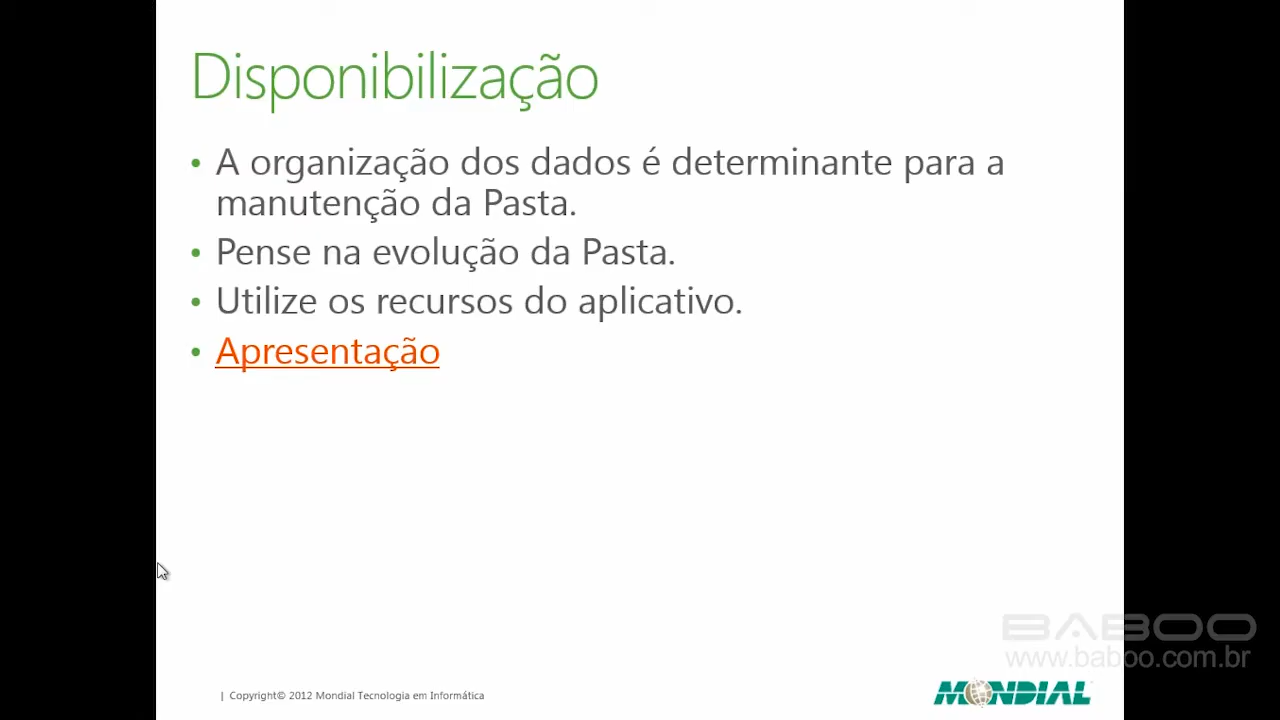 Disponibilização
• A organização dos dados é determinante para a
manutenção da Pasta.
• Pense na evolução da Pasta.
• Utilize os recursos do aplicativo.
• Apresentação
BABOO
www.baboo.com.br
| Copyright© 2012 Mondial Tecnologia em Informática
MONDIAL